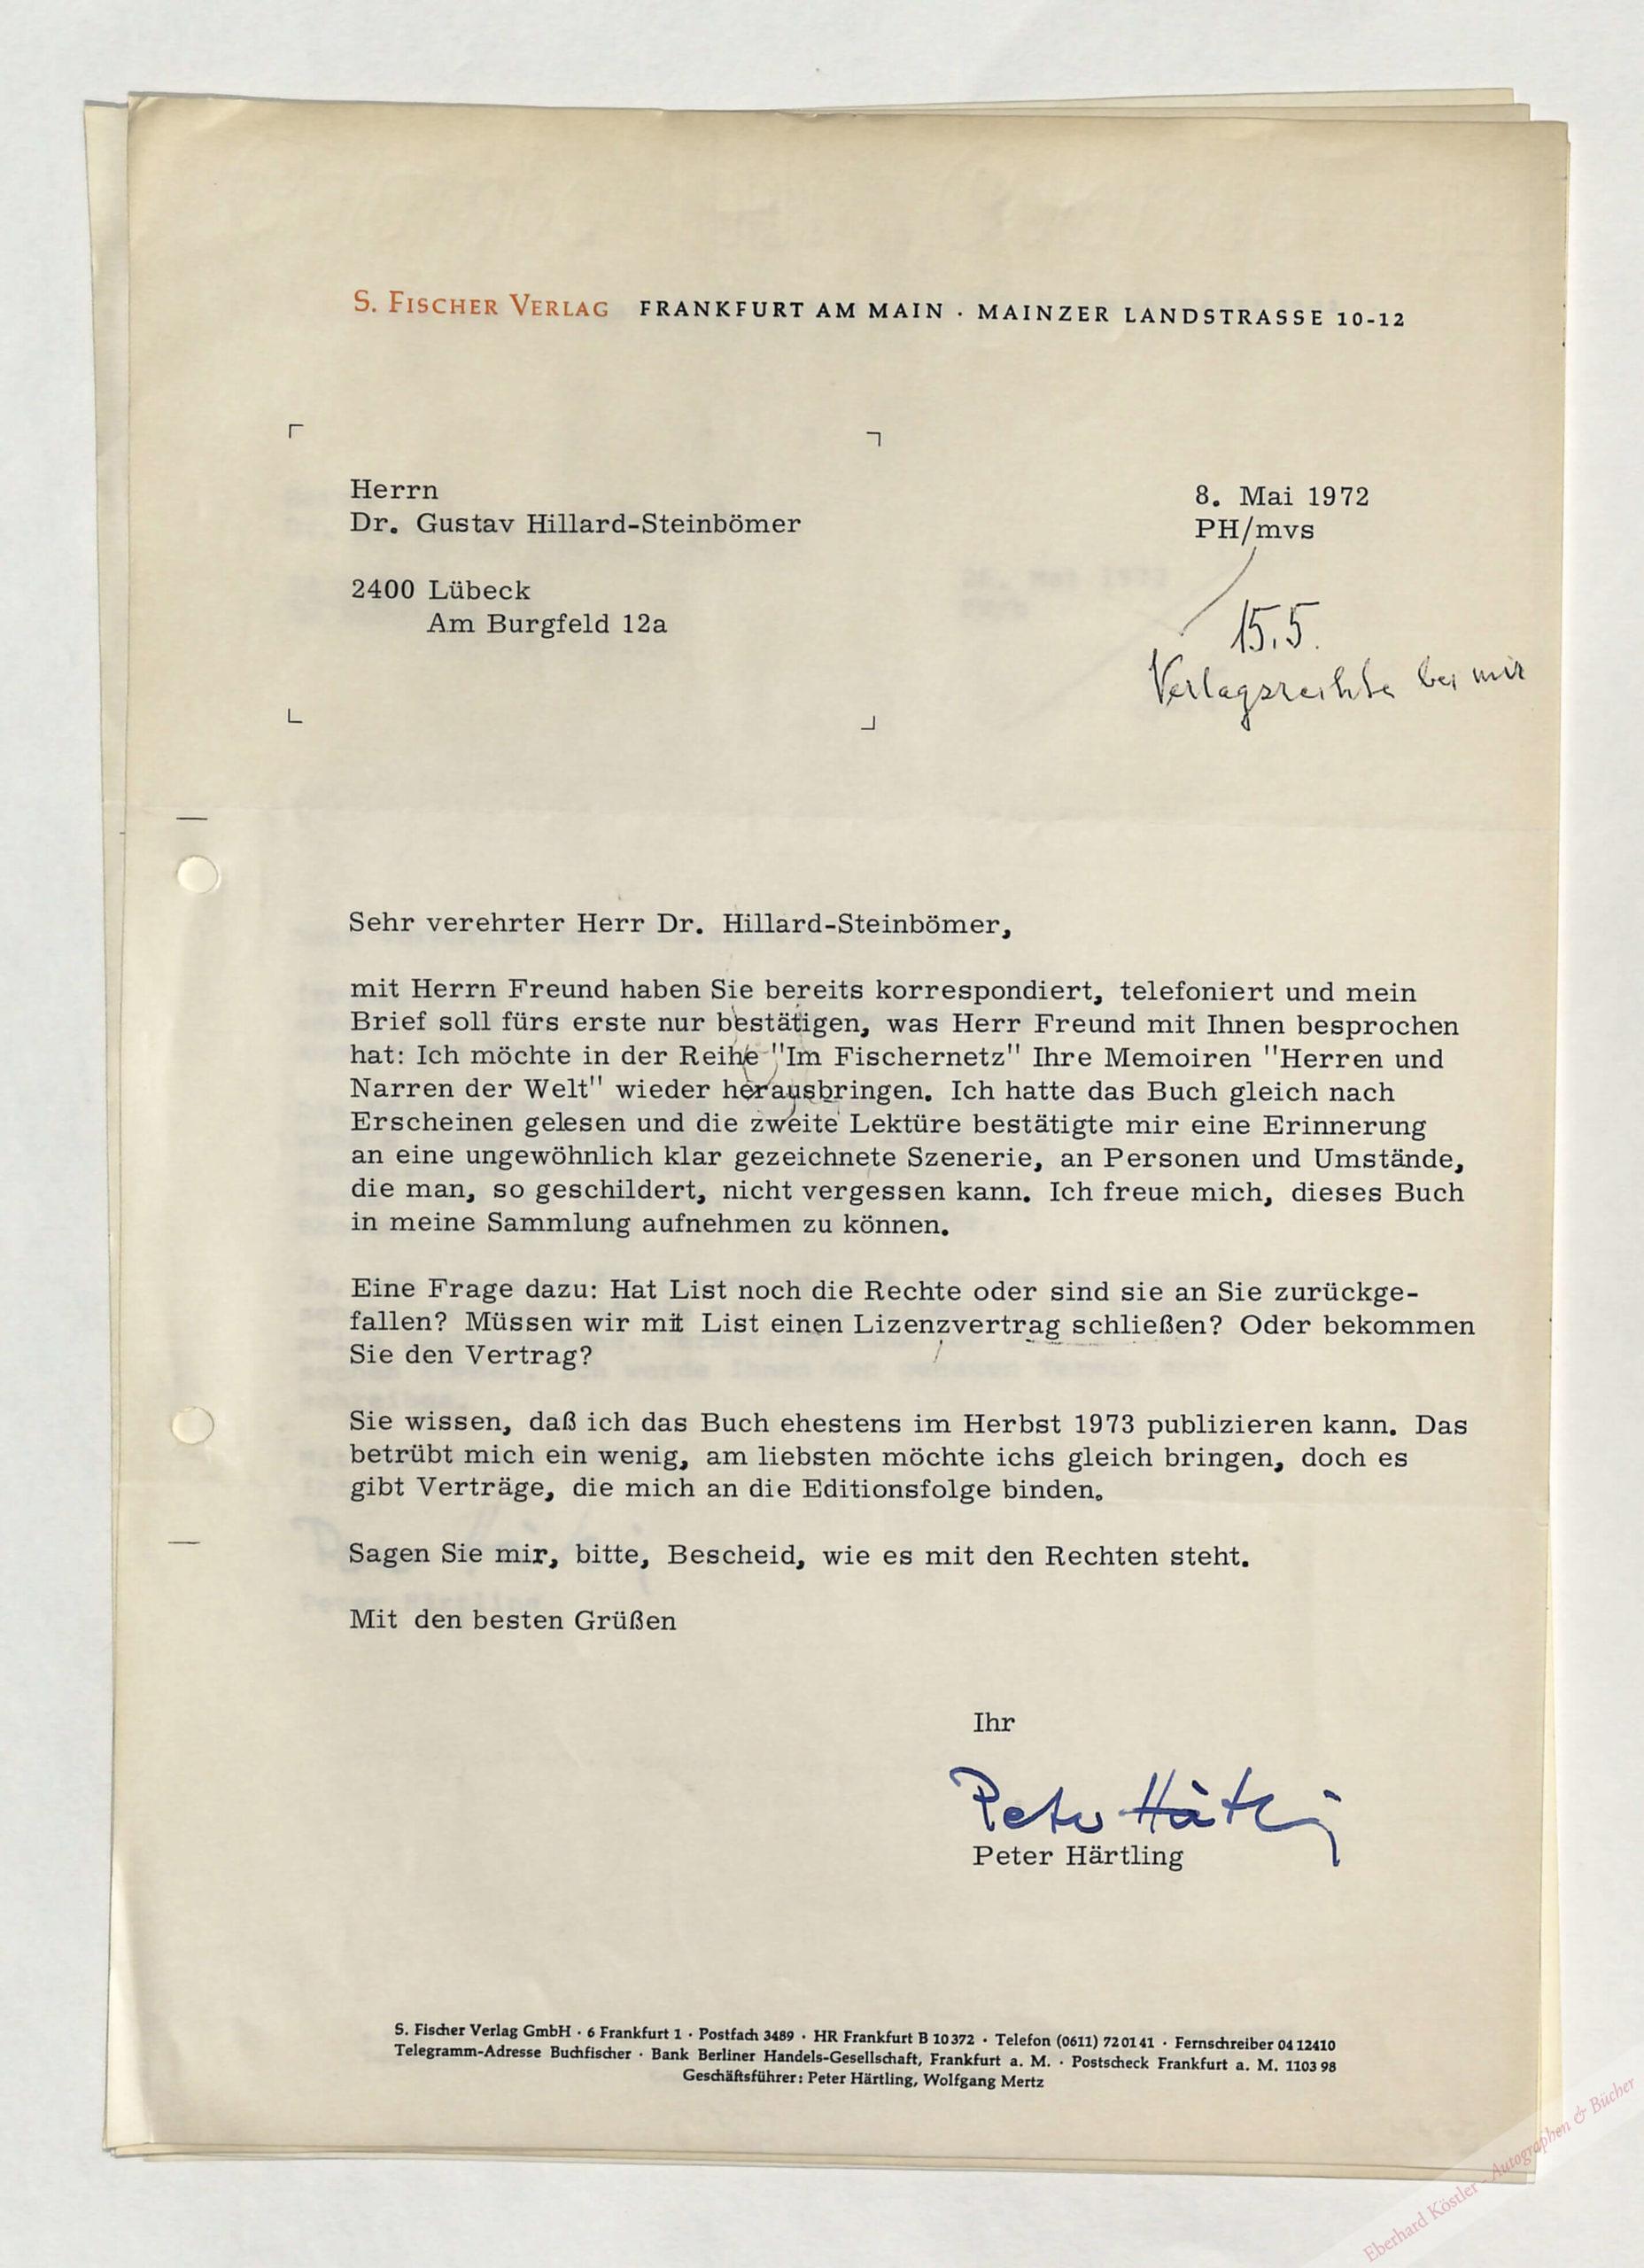 S. FISCHER VERLAG FRANKFURT AM MAIN · MAINZER LANDSTRASSE 10-12
Herrn
Dr. Gustav Hillard-Steinbömer
2400 Lübeck
Am Burgfeld 12a
8. Mai 1972
PH/mvs
15.5.
Verlagsrechte bei mir
Sehr verehrter Herr Dr. Hillard-Steinbömer,
mit Herrn Freund haben Sie bereits korrespondiert, telefoniert und mein
Brief soll fürs erste nur bestätigen, was Herr Freund mit Ihnen besprochen
hat: Ich möchte in der Reihe "Im Fischernetz" Ihre Memoiren "Herren und
Narren der Welt" wieder herausbringen. Ich hatte das Buch gleich nach
Erscheinen gelesen und die zweite Lektüre bestätigte mir eine Erinnerung
an eine ungewöhnlich klar gezeichnete Szenerie, an Personen und Umstände,
die man, so geschildert, nicht vergessen kann. Ich freue mich, dieses Buch
in meine Sammlung aufnehmen zu können.
Eine Frage dazu: Hat List noch die Rechte oder sind sie an Sie zurückge-
fallen? Müssen wir mit List einen Lizenzvertrag schließen? Oder bekommen
Sie den Vertrag?
Sie wissen, daß ich das Buch ehestens im Herbst 1973 publizieren kann. Das
betrübt mich ein wenig, am liebsten möchte ichs gleich bringen, doch es
gibt Verträge, die mich an die Editionsfolge binden.
Sagen Sie mir, bitte, Bescheid, wie es mit den Rechten steht.
Mit den besten Grüßen
Ihr
Peter Härtling
Peter Härtling
S. Fischer Verlag GmbH · 6 Frankfurt 1 · Postfach 3489 · HR Frankfurt B 10372 · Telefon (0611) 720141 · Fernschreiber 04 12410
Telegramm-Adresse Buchfischer · Bank Berliner Handels-Gesellschaft, Frankfurt a. M. · Postscheck Frankfurt a. M. 1103 98
Geschäftsführer: Peter Härtling, Wolfgang Mertz
Eberhard Köstler - Autographen & Bücher